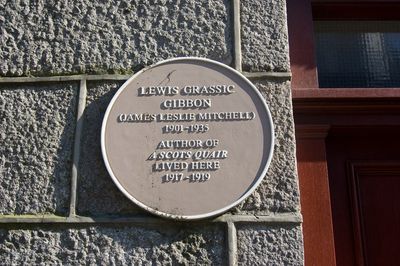 LEWIS GRASSIC
GIBBON
(JAMES LESLIE MITCHELL)
1901-1935
AUTHOR OF
A SCOTS QUAIR
LIVED HERE
1917-1919